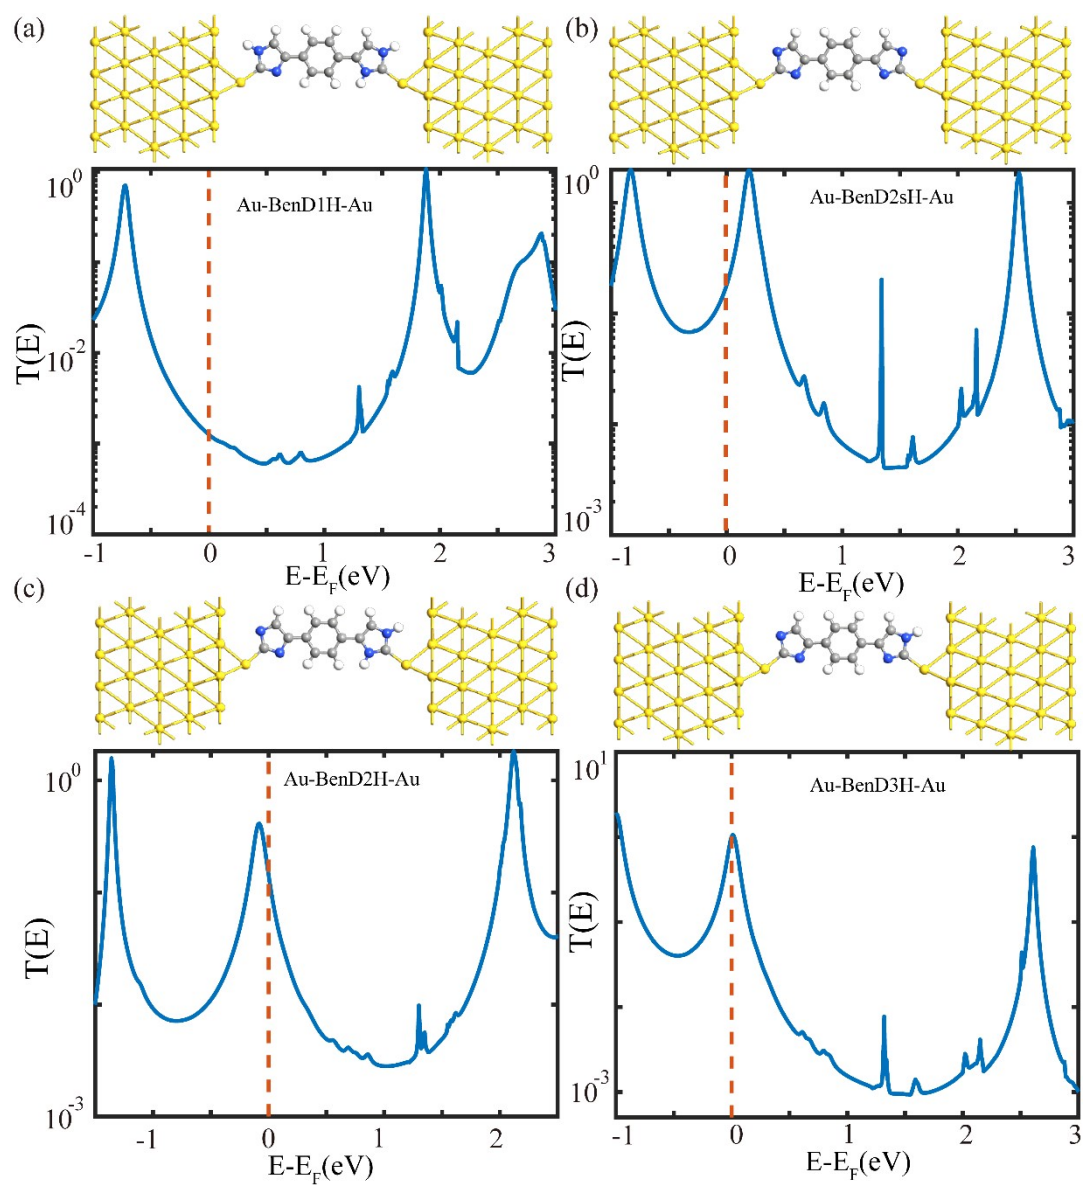 (a)
Au-BenD1H-Au
10^0
10^-2
10^-4
T(E)
-1 0 1 2 3
E-E_F(eV)
(b)
Au-BenD2sH-Au
10^0
10^-3
T(E)
-1 0 1 2 3
E-E_F(eV)
(c)
Au-BenD2H-Au
10^0
10^-3
T(E)
-1 0 1 2
E-E_F(eV)
(d)
Au-BenD3H-Au
10^1
10^-3
T(E)
-1 0 1 2 3
E-E_F(eV)